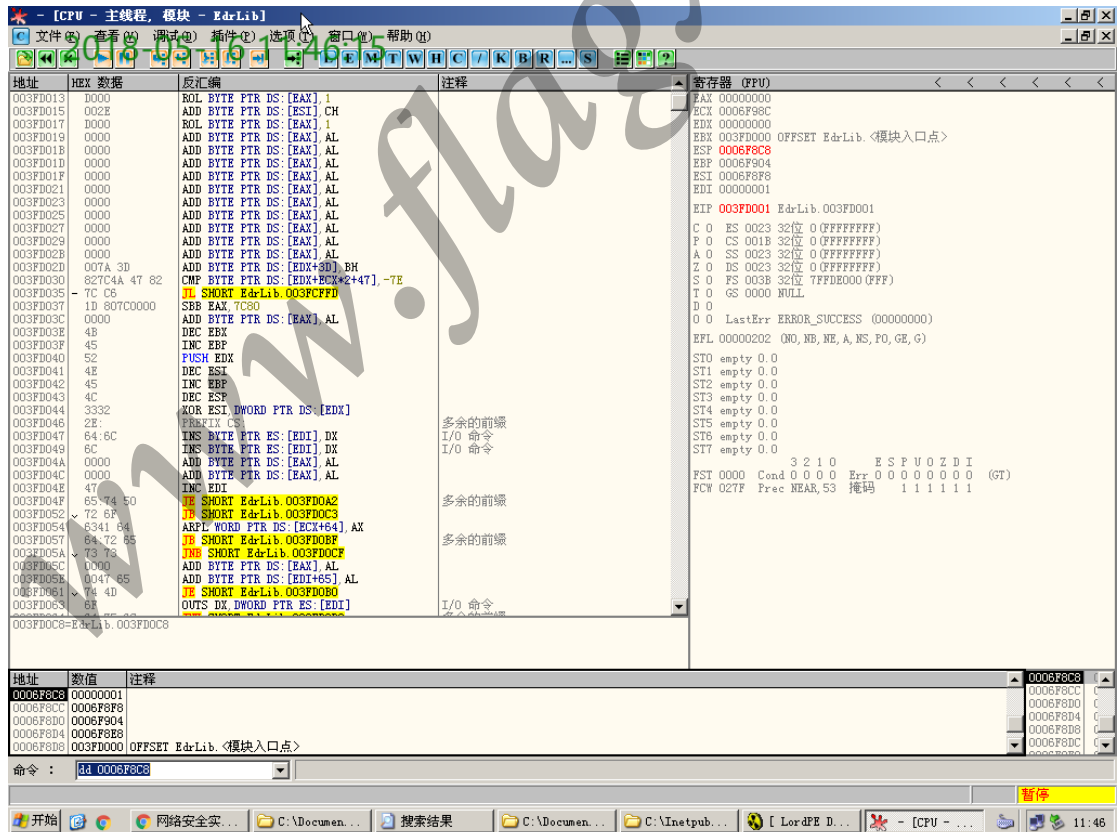 - [CPU - 主线程, 模块 - EdrLib]
文件(F) 查看(V) 调试(D) 插件(P) 选项(T) 窗口(W) 帮助(H)
2018-05-16 11:46:15
L E M T W H C / K B R ... S
地址 HEX 数据 反汇编 注释 寄存器 (FPU) < < < < < <
003FD013 D000 ROL BYTE PTR DS:[EAX],1
003FD015 002E ADD BYTE PTR DS:[ESI],CH
003FD017 D000 ROL BYTE PTR DS:[EAX],1
003FD019 0000 ADD BYTE PTR DS:[EAX],AL
003FD01B 0000 ADD BYTE PTR DS:[EAX],AL
003FD01D 0000 ADD BYTE PTR DS:[EAX],AL
003FD01F 0000 ADD BYTE PTR DS:[EAX],AL
003FD021 0000 ADD BYTE PTR DS:[EAX],AL
003FD023 0000 ADD BYTE PTR DS:[EAX],AL
003FD025 0000 ADD BYTE PTR DS:[EAX],AL
003FD027 0000 ADD BYTE PTR DS:[EAX],AL
003FD029 0000 ADD BYTE PTR DS:[EAX],AL
003FD02B 0000 ADD BYTE PTR DS:[EAX],AL
003FD02D 007A 3D ADD BYTE PTR DS:[EDX+3D],BH
003FD030 827C4A 47 82 CMP BYTE PTR DS:[EDX+ECX*2+47],-7E
003FD035 - 7C C6 JL SHORT EdrLib.003FCFFD
003FD037 1D 807C0000 SBB EAX,7C80
003FD03C 0000 ADD BYTE PTR DS:[EAX],AL
003FD03E 4B DEC EBX
003FD03F 45 INC EBP
003FD040 52 PUSH EDX
003FD041 4E DEC ESI
003FD042 45 INC EBP
003FD043 4C DEC ESP
003FD044 3332 XOR ESI,DWORD PTR DS:[EDX]
003FD046 2E: PREFIX CS: 多余的前缀
003FD047 64:6C INS BYTE PTR ES:[EDI],DX I/O 命令
003FD049 6C INS BYTE PTR ES:[EDI],DX I/O 命令
003FD04A 0000 ADD BYTE PTR DS:[EAX],AL
003FD04C 0000 ADD BYTE PTR DS:[EAX],AL
003FD04E 47 INC EDI
003FD04F 65:74 50 JE SHORT EdrLib.003FD0A2 多余的前缀
003FD052 72 6F JB SHORT EdrLib.003FD0C3
003FD054 6341 64 ARPL WORD PTR DS:[ECX+64],AX
003FD057 64:72 65 JB SHORT EdrLib.003FD0BF 多余的前缀
003FD05A 73 73 JNB SHORT EdrLib.003FD0CF
003FD05C 0000 ADD BYTE PTR DS:[EAX],AL
003FD05E 0047 65 ADD BYTE PTR DS:[EDI+65],AL
003FD061 74 4D JE SHORT EdrLib.003FD0B0
003FD063 6F OUTS DX,DWORD PTR ES:[EDI] I/O 命令
003FD0C8=EdrLib.003FD0C8
EAX 00000000
ECX 0006F98C
EDX 00000000
EBX 003FD000 OFFSET EdrLib.<模块入口点>
ESP 0006F8C8
EBP 0006F904
ESI 0006F8F8
EDI 00000001
EIP 003FD001 EdrLib.003FD001
C 0 ES 0023 32位 0(FFFFFFFF)
P 0 CS 001B 32位 0(FFFFFFFF)
A 0 SS 0023 32位 0(FFFFFFFF)
Z 0 DS 0023 32位 0(FFFFFFFF)
S 0 FS 003B 32位 7FFDE000(FFF)
T 0 GS 0000 NULL
D 0
O 0 LastErr ERROR_SUCCESS (00000000)
EFL 00000202 (NO,NB,NE,A,NS,PO,GE,G)
ST0 empty 0.0
ST1 empty 0.0
ST2 empty 0.0
ST3 empty 0.0
ST4 empty 0.0
ST5 empty 0.0
ST6 empty 0.0
ST7 empty 0.0
3 2 1 0 E S P U O Z D I
FST 0000 Cond 0 0 0 0 Err 0 0 0 0 0 0 0 0 (GT)
FCW 027F Prec NEAR,53 掩码 1 1 1 1 1 1
地址 数值 注释
0006F8C8 00000001
0006F8CC 0006F8F8
0006F8D0 0006F904
0006F8D4 0006F8E8
0006F8D8 003FD000 OFFSET EdrLib.<模块入口点>
0006F8C8
0006F8CC
0006F8D0
0006F8D4
0006F8D8
0006F8DC
命令 : dd 0006F8C8
暂停
开始 网络安全实... C:\Documen... 搜索结果 C:\Documen... C:\Inetpub... [ LordPE D... - [CPU - ... 11:46
www.flag